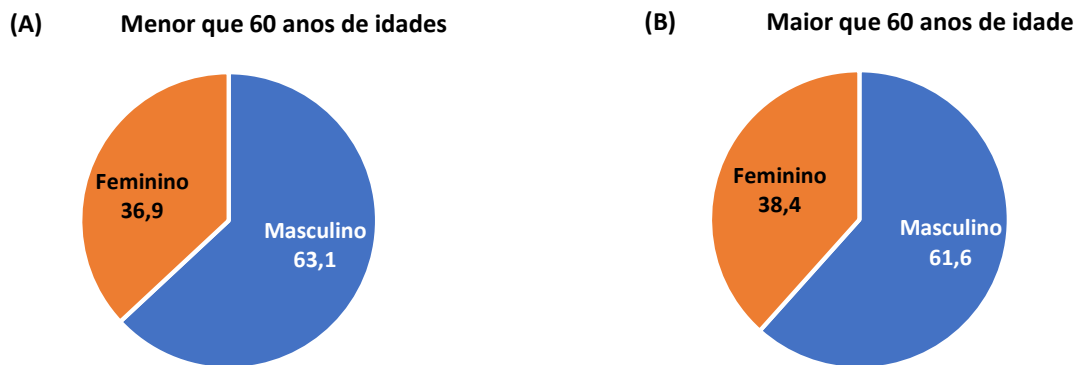 (A) Menor que 60 anos de idades
Feminino
36,9
Masculino
63,1
(B) Maior que 60 anos de idade
Feminino
38,4
Masculino
61,6